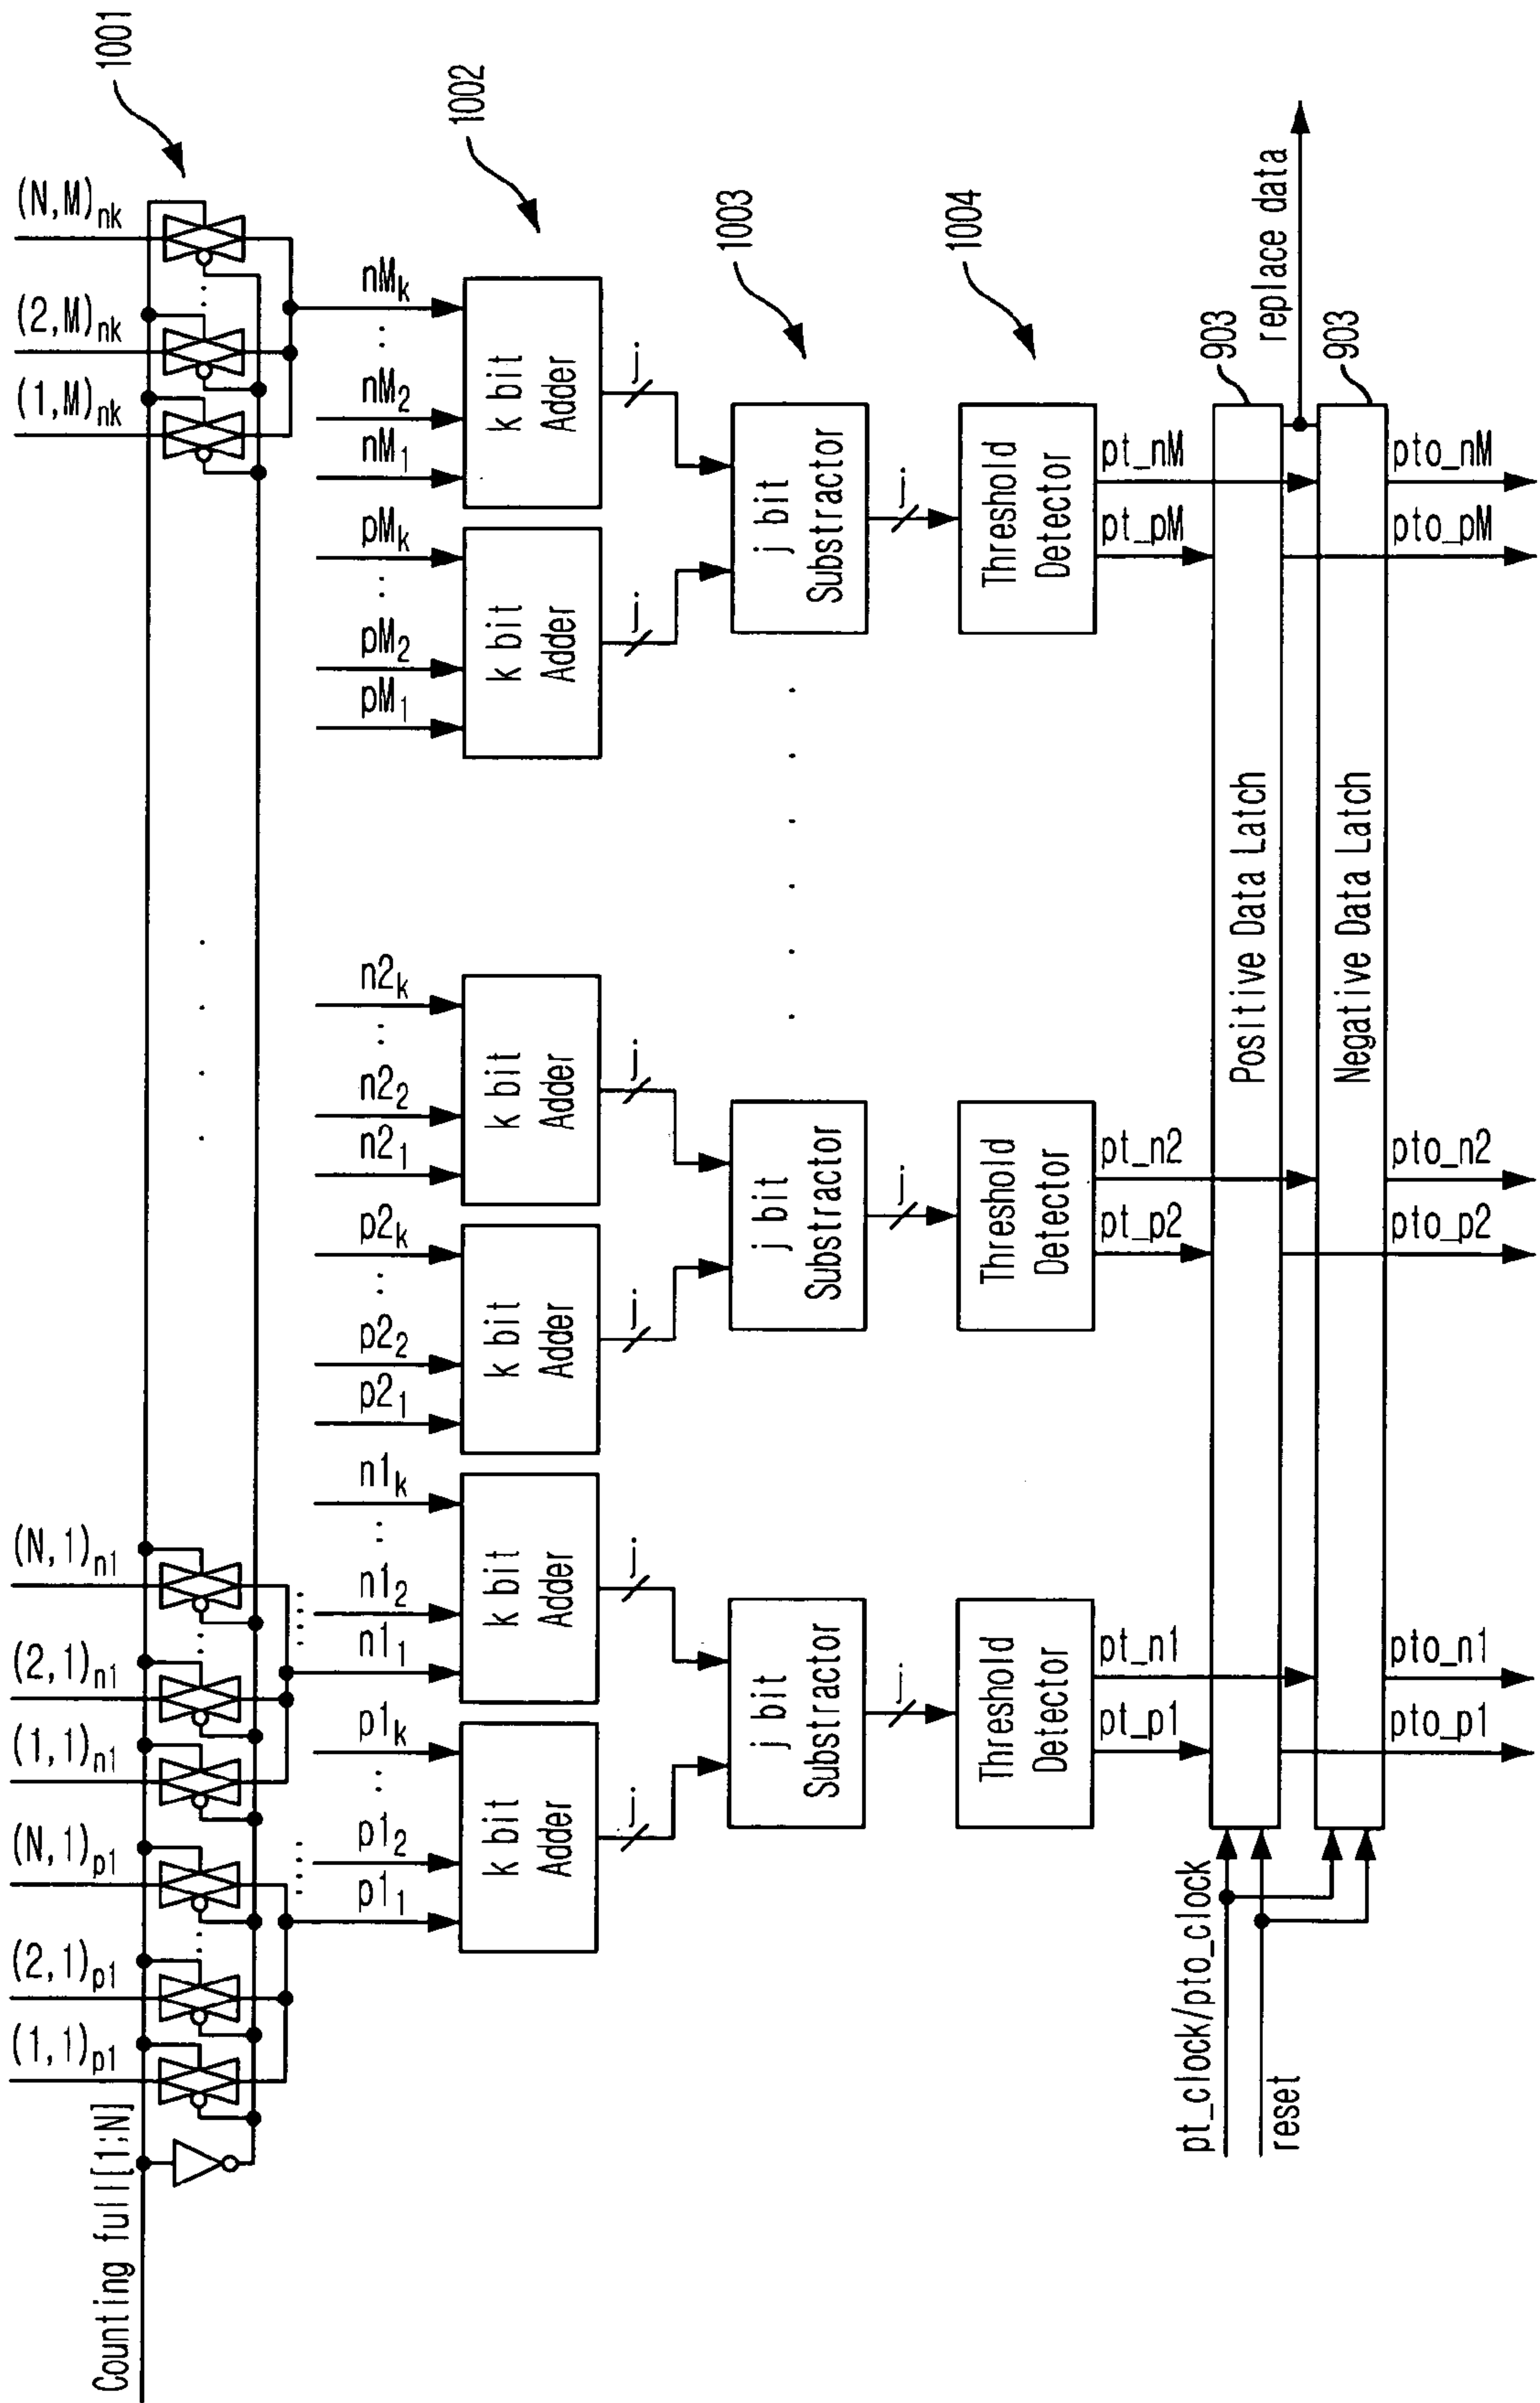 Counting full[1:N]
(1,1)p1
(2,1)p1
(N,1)p1
(1,1)n1
(2,1)n1
(N,1)n1
(1,M)nk
(2,M)nk
(N,M)nk
1001
p11
p12
p1k
n11
n12
n1k
p21
p22
p2k
n21
n22
n2k
pM1
pM2
pMk
nM1
nM2
nMk
1002
k bit
Adder
k bit
Adder
k bit
Adder
k bit
Adder
k bit
Adder
k bit
Adder
j
j
j
j
j
j
j bit
Substractor
j bit
Substractor
j bit
Substractor
1003
j
j
j
Threshold
Detector
Threshold
Detector
Threshold
Detector
1004
pt_p1
pt_n1
pt_p2
pt_n2
pt_pM
pt_nM
pt_clock/pto_clock
reset
Positive Data Latch
903
replace data
Negative Data Latch
903
pto_p1
pto_n1
pto_p2
pto_n2
pto_pM
pto_nM